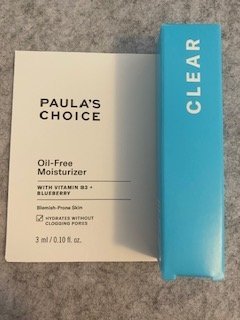 PAULA'S
CHOICE
Oil-Free
Moisturizer
WITH VITAMIN B3 +
BLUEBERRY
Blemish-Prone Skin
HYDRATES WITHOUT
CLOGGING PORES
3 ml / 0.10 fl. oz.
CLEAR